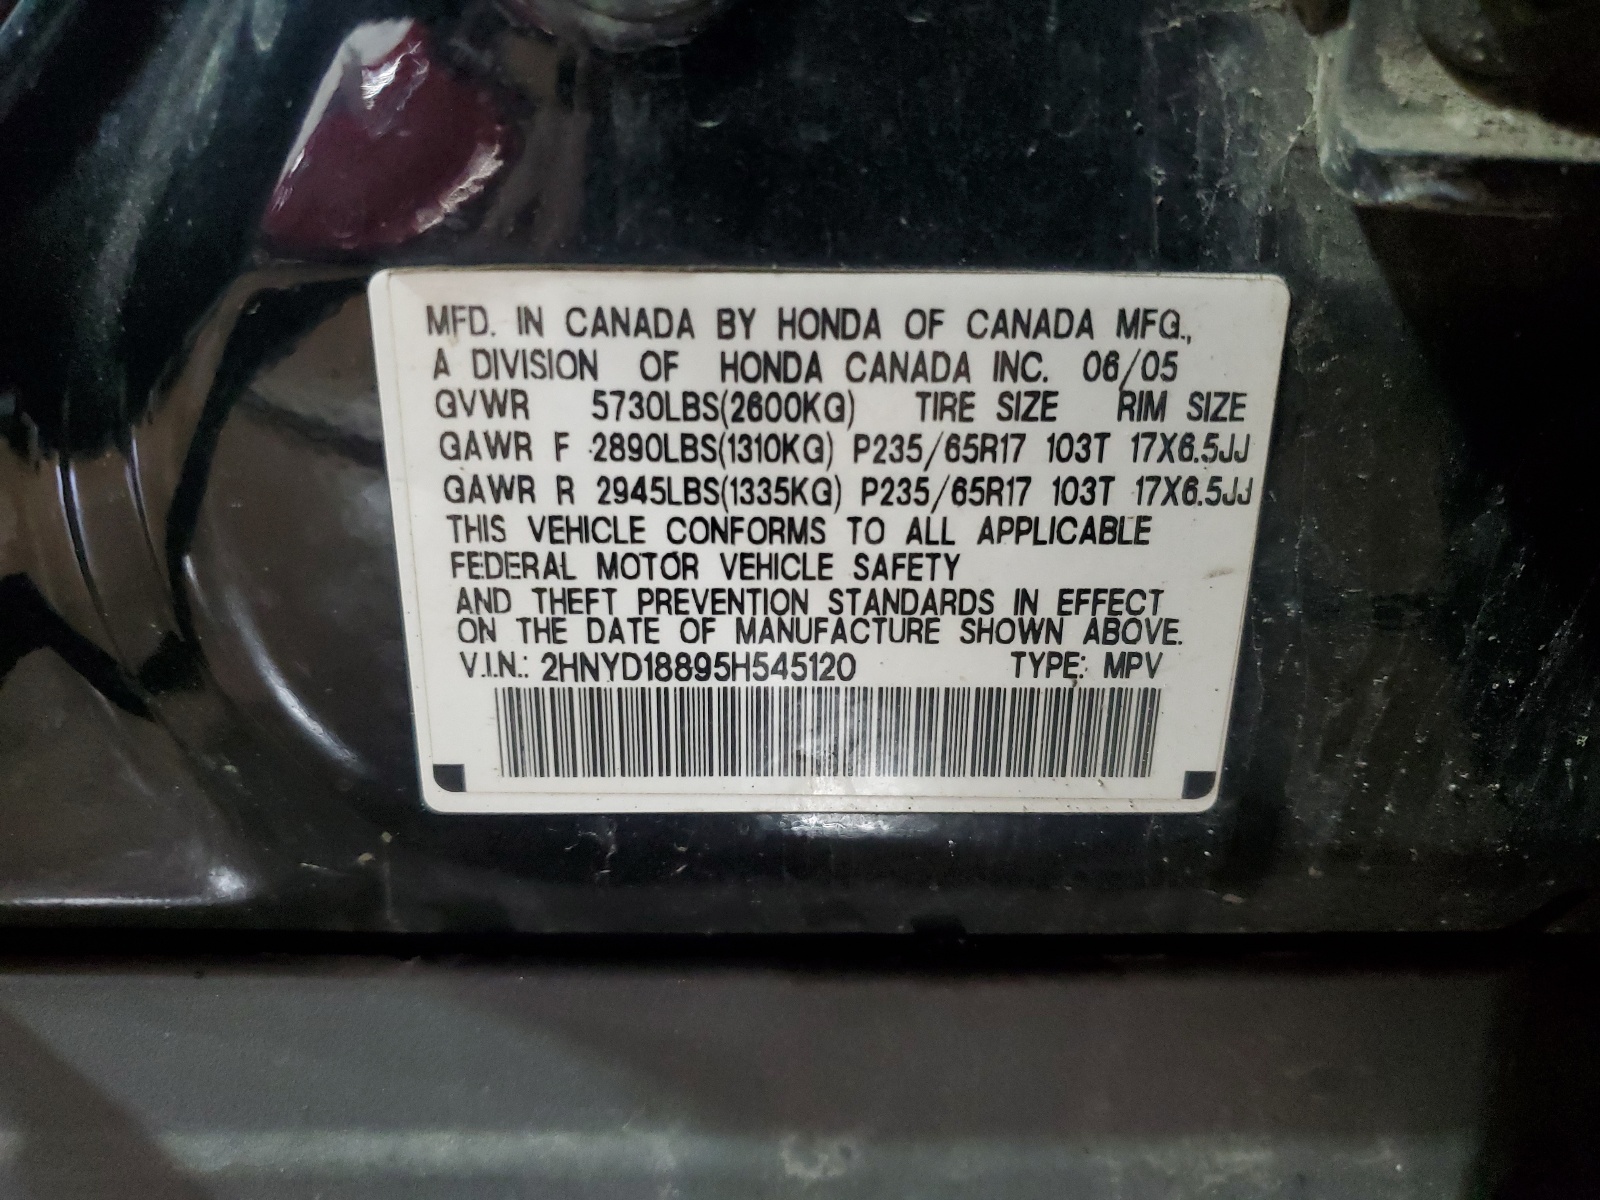 MFD. IN CANADA BY HONDA OF CANADA MFG.,
A DIVISION OF HONDA CANADA INC. 06/05
GVWR 5730LBS(2600KG) TIRE SIZE RIM SIZE
GAWR F 2890LBS(1310KG) P235/65R17 103T 17X6.5JJ
GAWR R 2945LBS(1335KG) P235/65R17 103T 17X6.5JJ
THIS VEHICLE CONFORMS TO ALL APPLICABLE
FEDERAL MOTOR VEHICLE SAFETY
AND THEFT PREVENTION STANDARDS IN EFFECT
ON THE DATE OF MANUFACTURE SHOWN ABOVE.
V.I.N.: 2HNYD18895H545120 TYPE: MPV